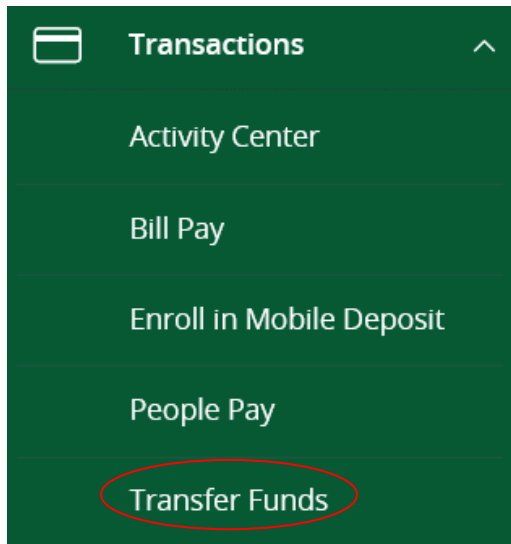 Transactions
Activity Center
Bill Pay
Enroll in Mobile Deposit
People Pay
Transfer Funds